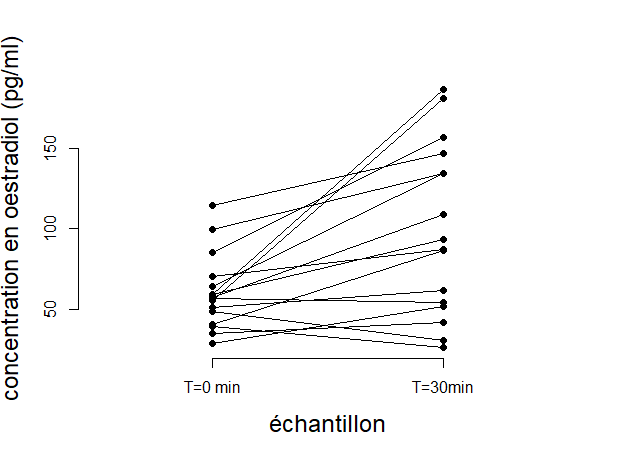 concentration en oestradiol (pg/ml)
150
100
50
T=0 min
T=30min
échantillon